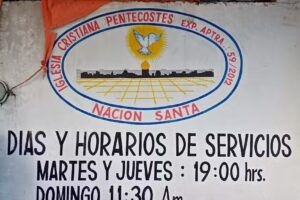 IGLESIA CRISTIANA PENTECOSTES EXP. APTRA : 59/2012
NACION SANTA
DIAS Y HORARIOS DE SERVICIOS
MARTES Y JUEVES : 19:00 hrs.
DOMINGO 11:30 Am